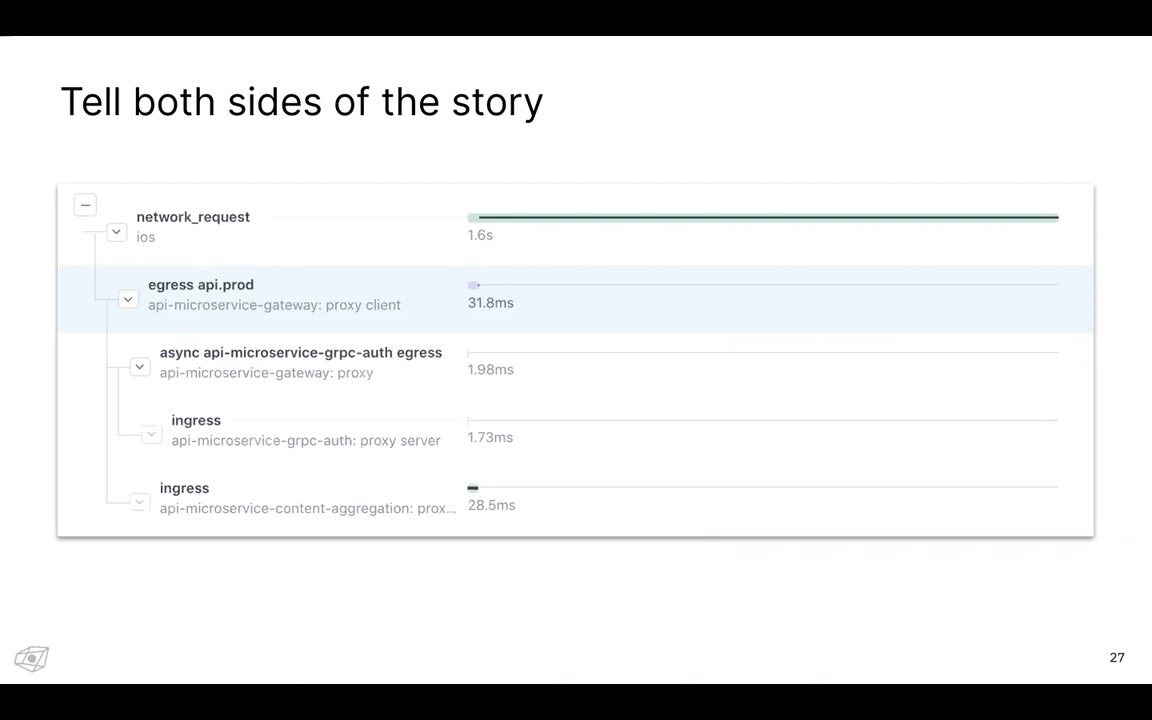 Tell both sides of the story
network_request
ios
1.6s
egress api.prod
api-microservice-gateway: proxy client
31.8ms
async api-microservice-grpc-auth egress
api-microservice-gateway: proxy
1.98ms
ingress
api-microservice-grpc-auth: proxy server
1.73ms
ingress
api-microservice-content-aggregation: prox...
28.5ms
27